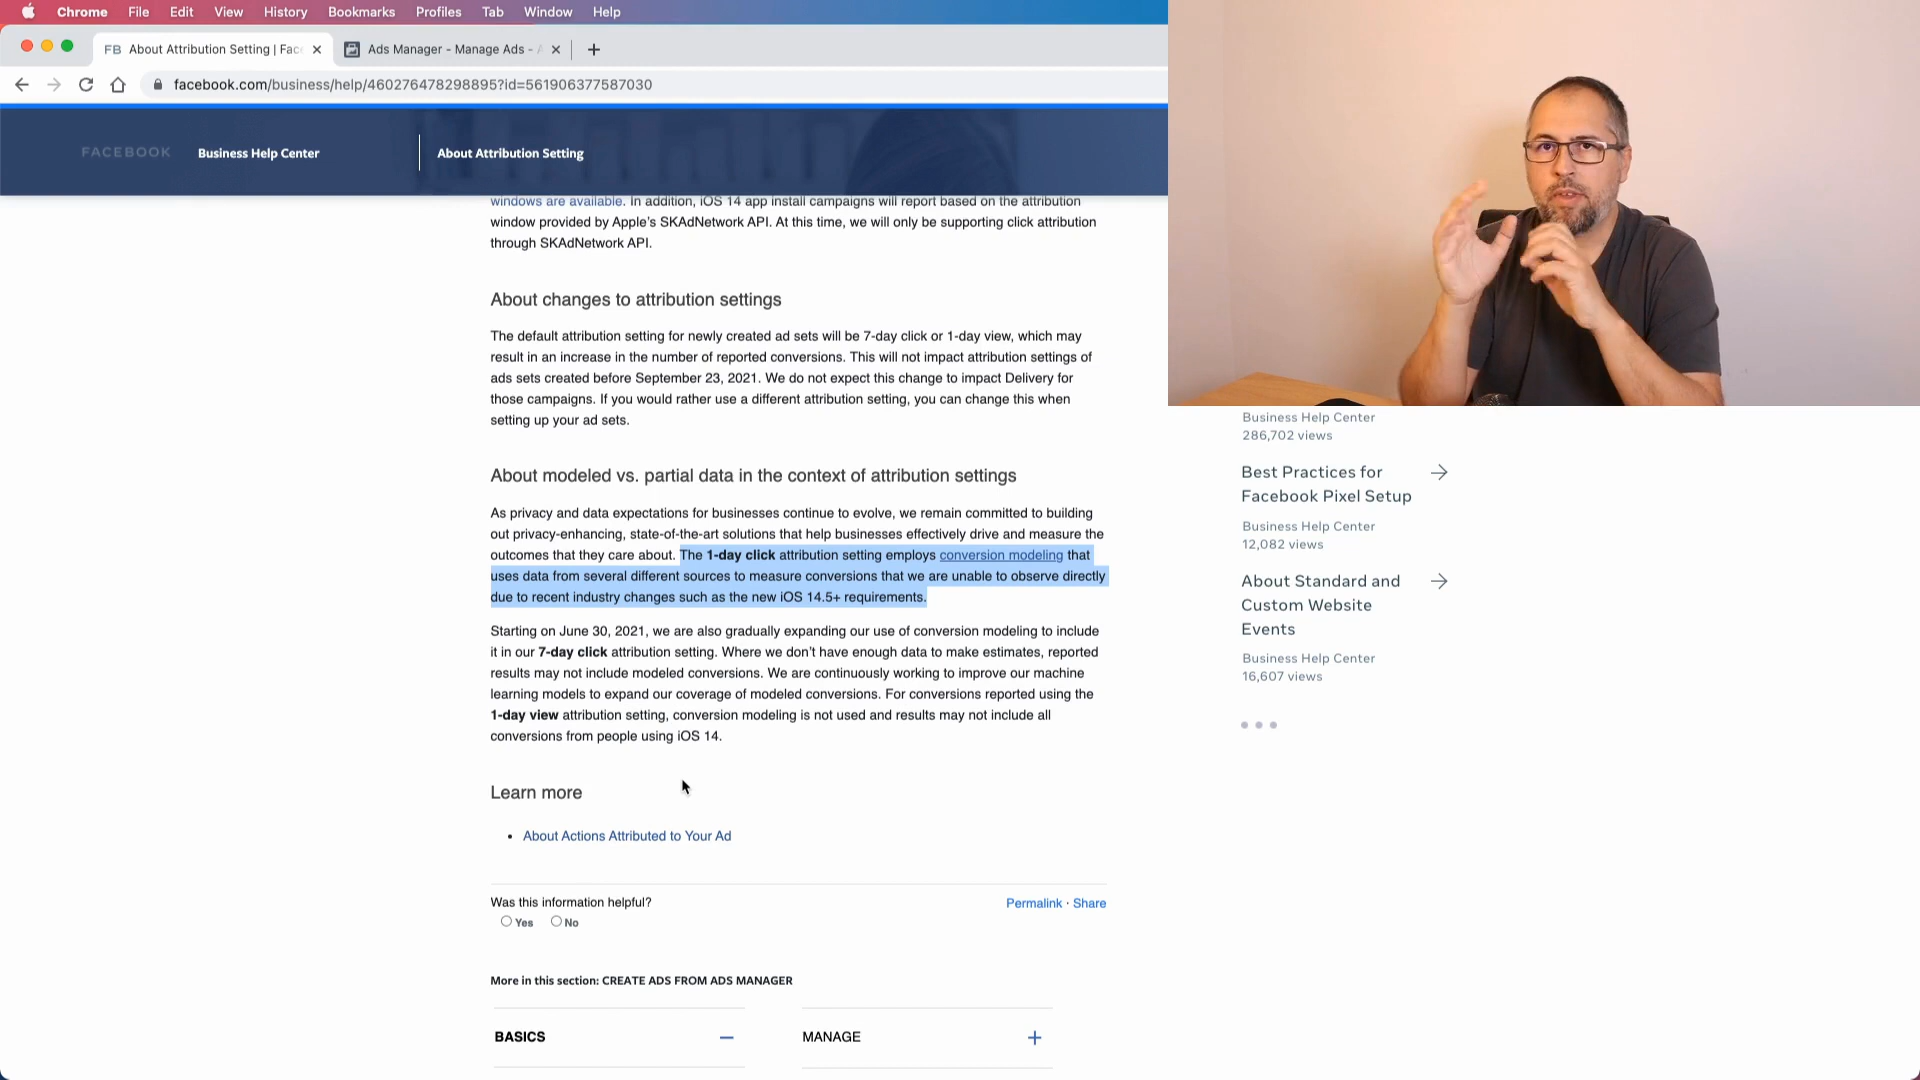 Chrome File Edit View History Bookmarks Profiles Tab Window Help
FB About Attribution Setting | Fac
Ads Manager - Manage Ads -
facebook.com/business/help/460276478298895?id=561906377587030
FACEBOOK
Business Help Center
About Attribution Setting
windows are available. In addition, iOS 14 app install campaigns will report based on the attribution
window provided by Apple's SKAdNetwork API. At this time, we will only be supporting click attribution
through SKAdNetwork API.
About changes to attribution settings
The default attribution setting for newly created ad sets will be 7-day click or 1-day view, which may
result in an increase in the number of reported conversions. This will not impact attribution settings of
ads sets created before September 23, 2021. We do not expect this change to impact Delivery for
those campaigns. If you would rather use a different attribution setting, you can change this when
setting up your ad sets.
About modeled vs. partial data in the context of attribution settings
As privacy and data expectations for businesses continue to evolve, we remain committed to building
out privacy-enhancing, state-of-the-art solutions that help businesses effectively drive and measure the
outcomes that they care about. The 1-day click attribution setting employs conversion modeling that
uses data from several different sources to measure conversions that we are unable to observe directly
due to recent industry changes such as the new iOS 14.5+ requirements.
Starting on June 30, 2021, we are also gradually expanding our use of conversion modeling to include
it in our 7-day click attribution setting. Where we don't have enough data to make estimates, reported
results may not include modeled conversions. We are continuously working to improve our machine
learning models to expand our coverage of modeled conversions. For conversions reported using the
1-day view attribution setting, conversion modeling is not used and results may not include all
conversions from people using iOS 14.
Learn more
• About Actions Attributed to Your Ad
Was this information helpful?
Yes No
Permalink · Share
More in this section: CREATE ADS FROM ADS MANAGER
BASICS
MANAGE
Business Help Center
286,702 views
Best Practices for
Facebook Pixel Setup
Business Help Center
12,082 views
About Standard and
Custom Website
Events
Business Help Center
16,607 views